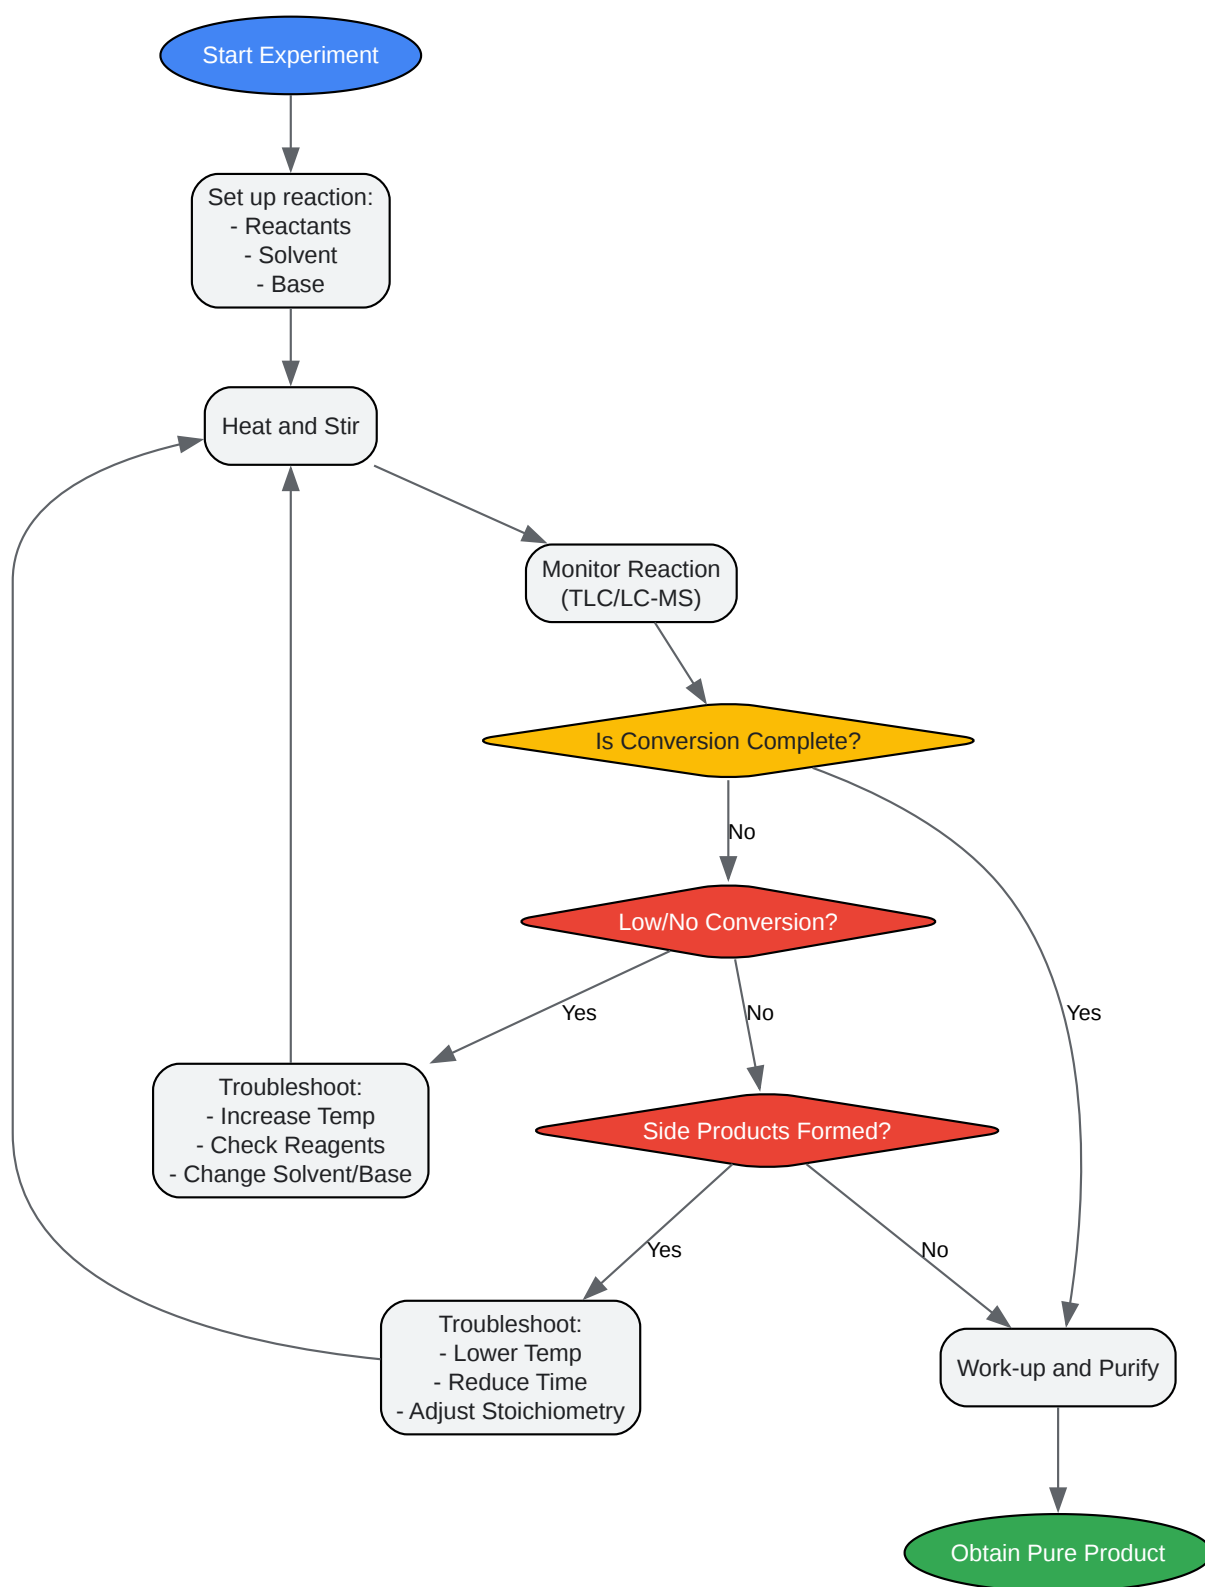 Start Experiment
Set up reaction:
- Reactants
- Solvent
- Base
Heat and Stir
Monitor Reaction
(TLC/LC-MS)
Is Conversion Complete?
No
Low/No Conversion?
Yes
No
Yes
Troubleshoot:
- Increase Temp
- Check Reagents
- Change Solvent/Base
Side Products Formed?
Yes
No
Troubleshoot:
- Lower Temp
- Reduce Time
- Adjust Stoichiometry
Work-up and Purify
Obtain Pure Product